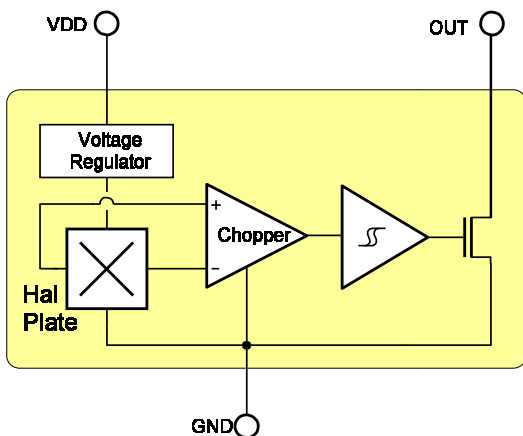 VDD
OUT
Voltage
Regulator
+
Chopper
−
Hal
Plate
GND